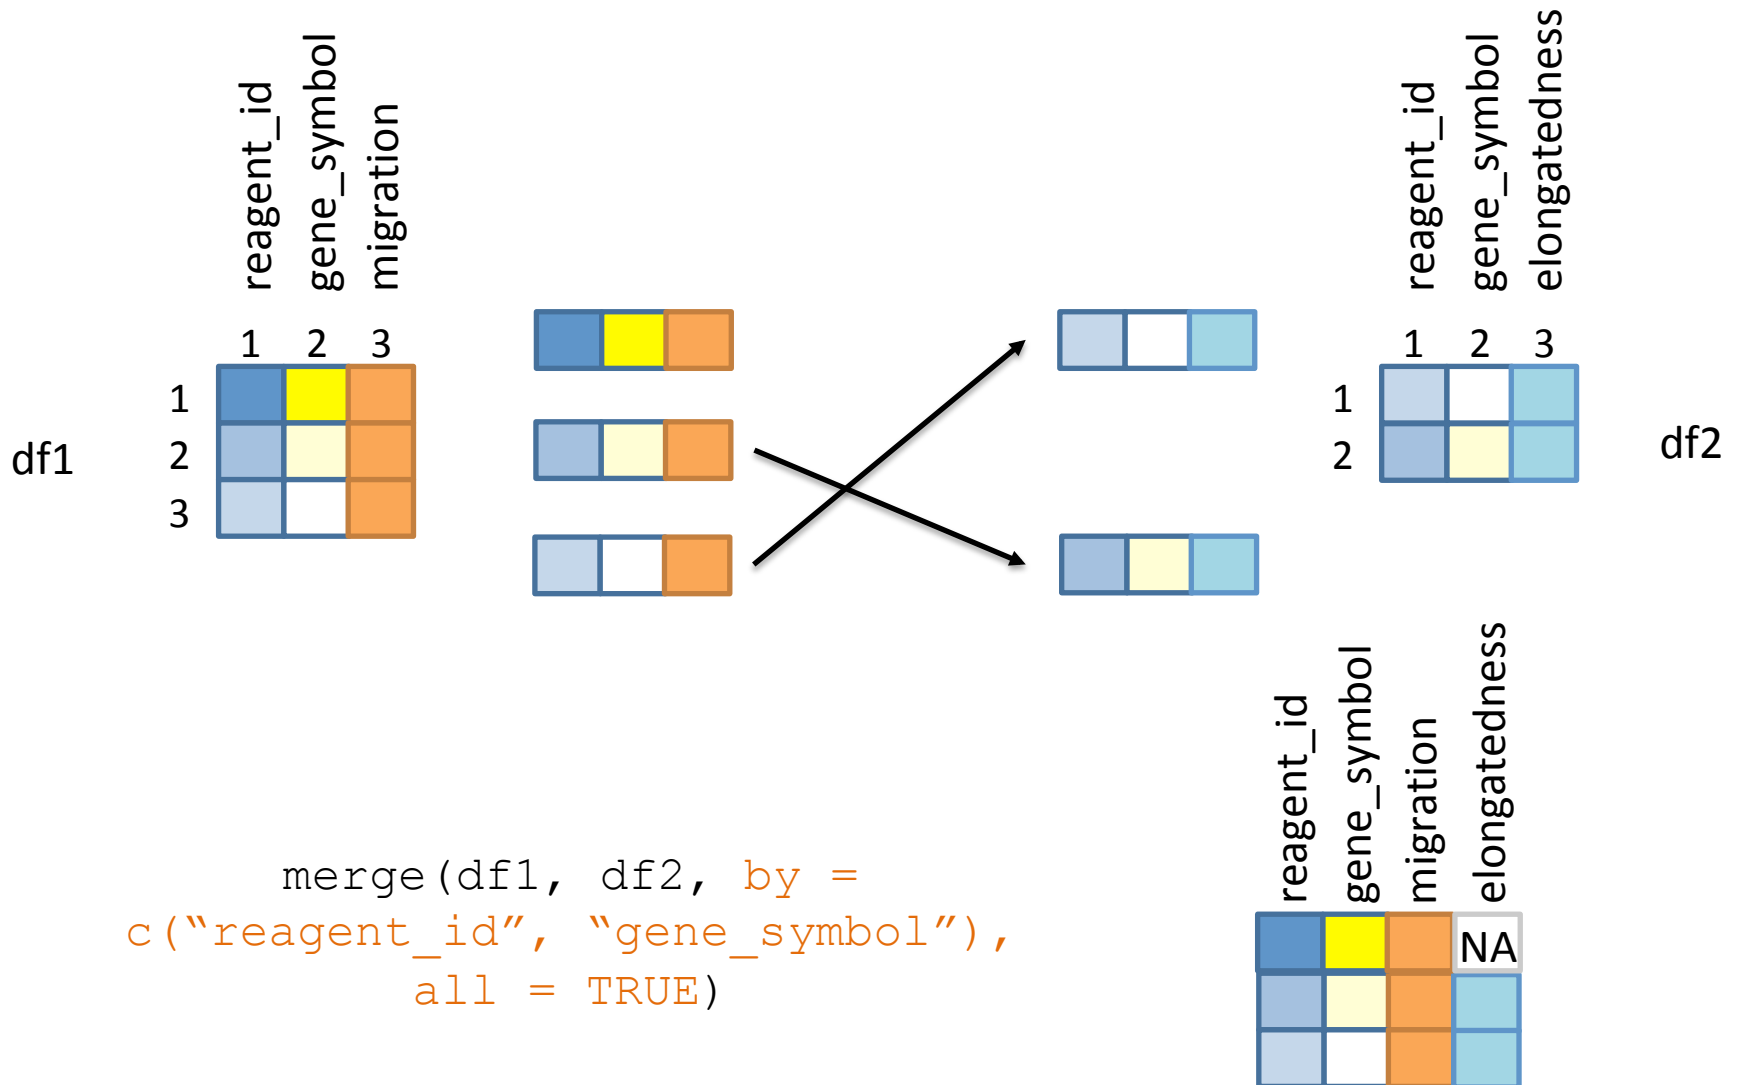 reagent_id
gene_symbol
migration
1 2 3
1
2
3
df1
reagent_id
gene_symbol
elongatedness
1 2 3
1
2
df2
merge(df1, df2, by =
c(“reagent_id”, “gene_symbol”),
all = TRUE)
reagent_id
gene_symbol
migration
elongatedness
NA